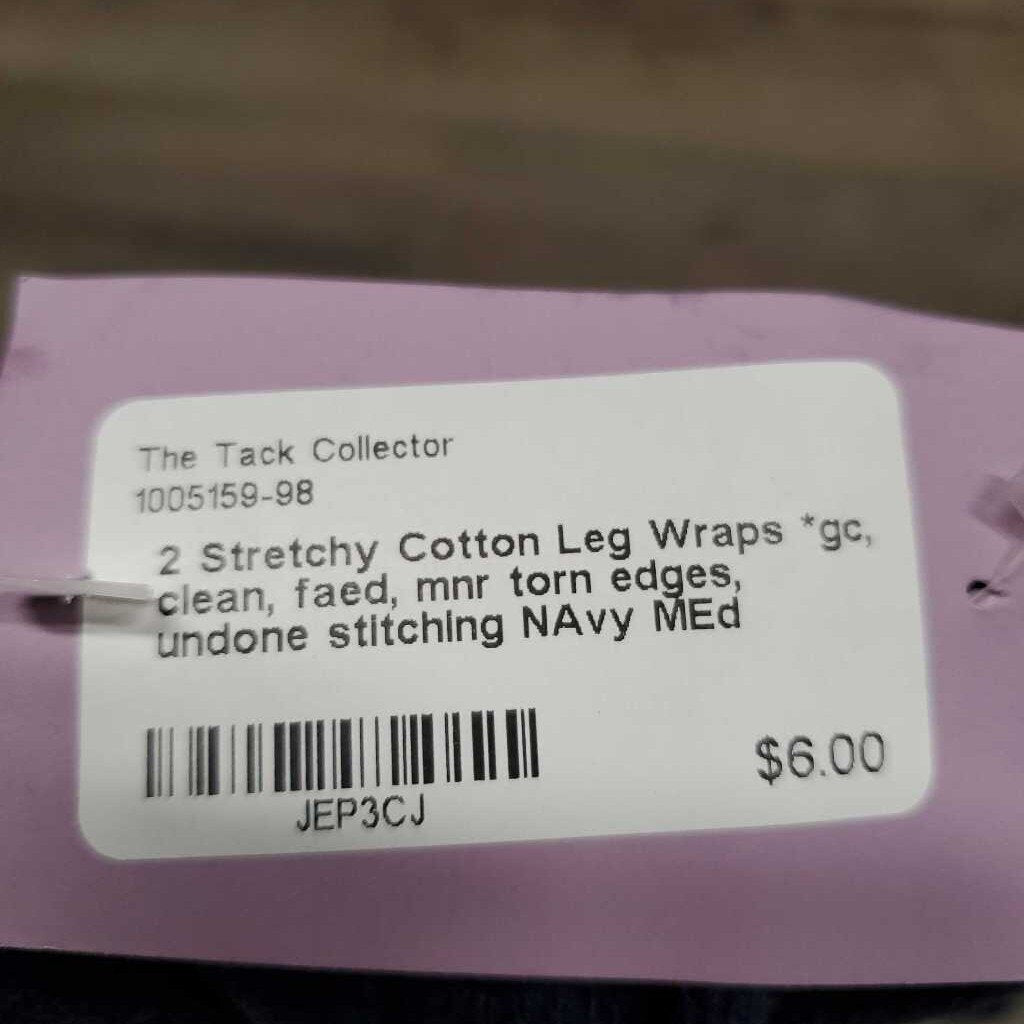 The Tack Collector
1005159-98
2 Stretchy Cotton Leg Wraps *gc,
clean, faed, mnr torn edges,
undone stitching NAvy MEd
JEP3CJ
$6.00